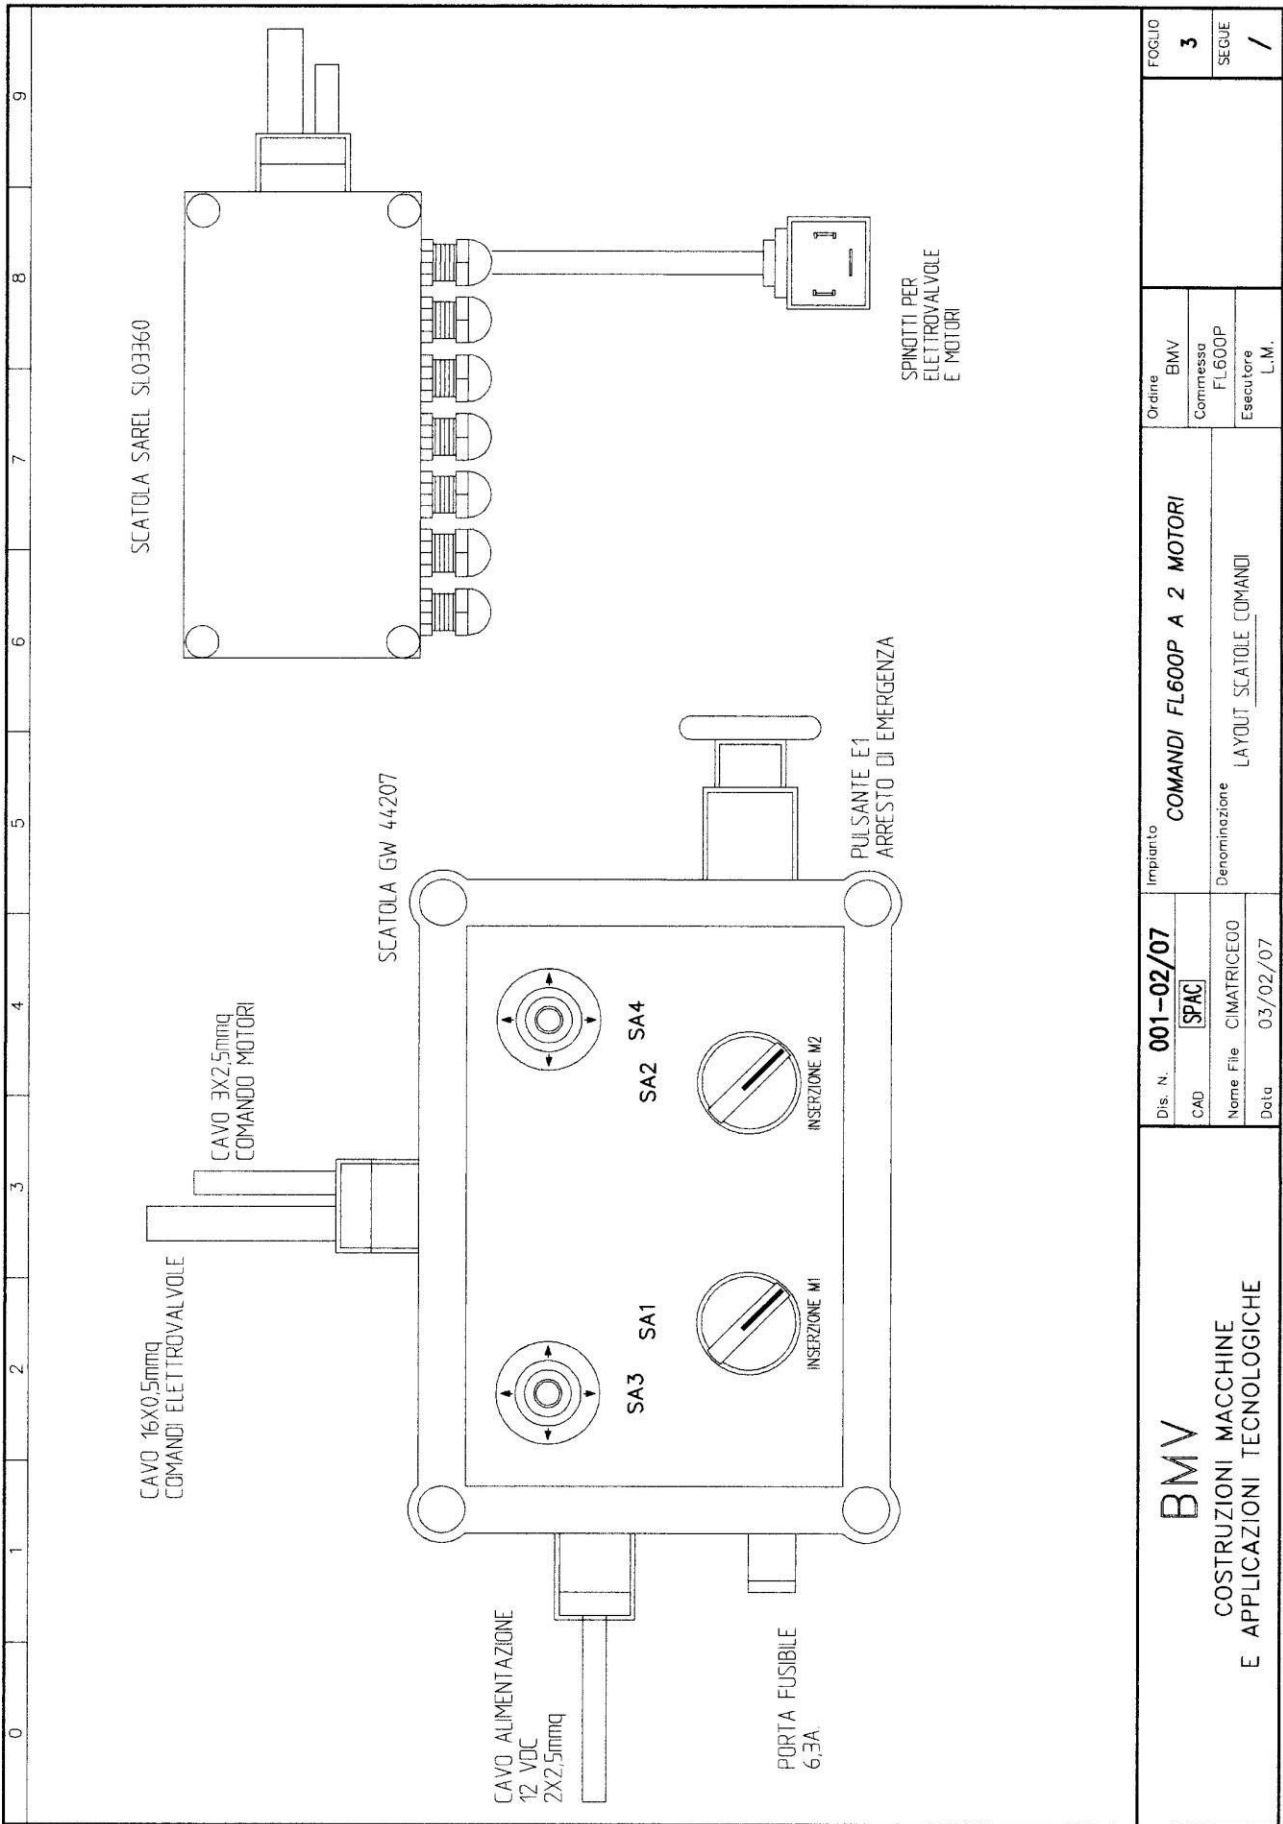 0 1 2 3 4 5 6 7 8 9
SCATOLA SAREL SL03360
CAVO 16X0,5mmq
COMANDI ELETTROVALVOLE
CAVO 3X2,5mmq
COMANDO MOTORI
SCATOLA GW 44207
SPINOTTI PER
ELETTROVALVOLE
E MOTORI
CAVO ALIMENTAZIONE
12 VDC
2X2,5mmq
SA3
SA1
SA2
SA4
INSERZIONE M1
INSERZIONE M2
PORTA FUSIBILE
6,3A
PULSANTE E1
ARRESTO DI EMERGENZA
BMV
COSTRUZIONI MACCHINE
E APPLICAZIONI TECNOLOGICHE
Dis. N. 001-02/07
CAD SPAC
Nome File CIMATRICE00
Data 03/02/07
Impianto
COMANDI FL600P A 2 MOTORI
Denominazione
LAYOUT SCATOLE COMANDI
Ordine
BMV
Commessa
FL600P
Esecutore
L.M.
FOGLIO
3
SEGUE
/